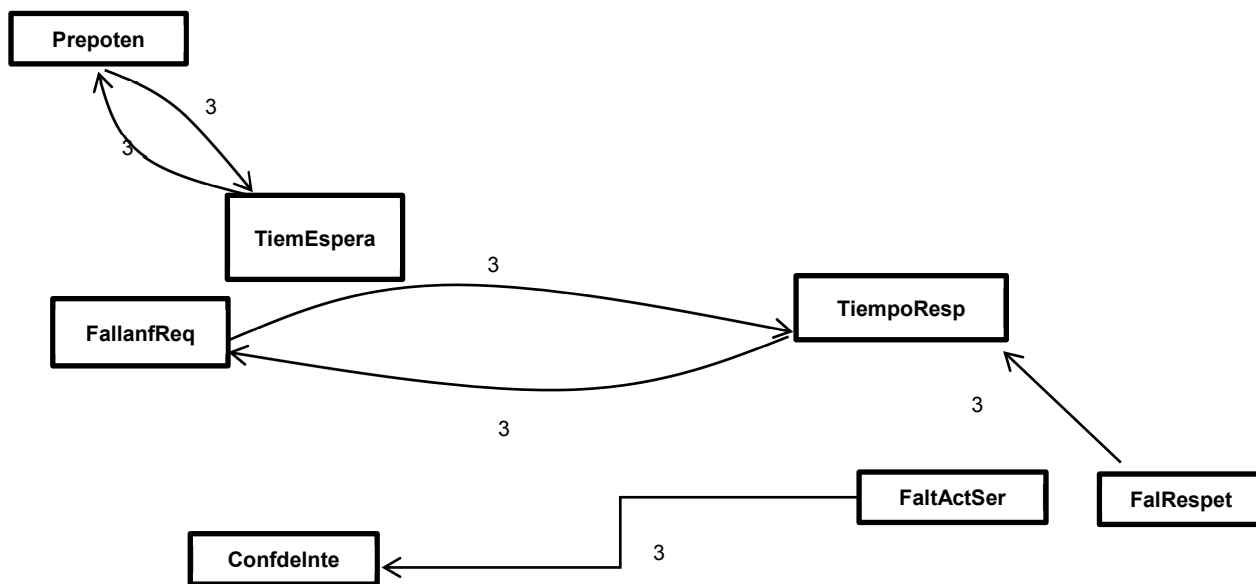 Prepoten
3
3
TiemEspera
3
TiempoResp
FallanfReq
3
3
FaltActSer
FalRespet
3
ConfdeInte